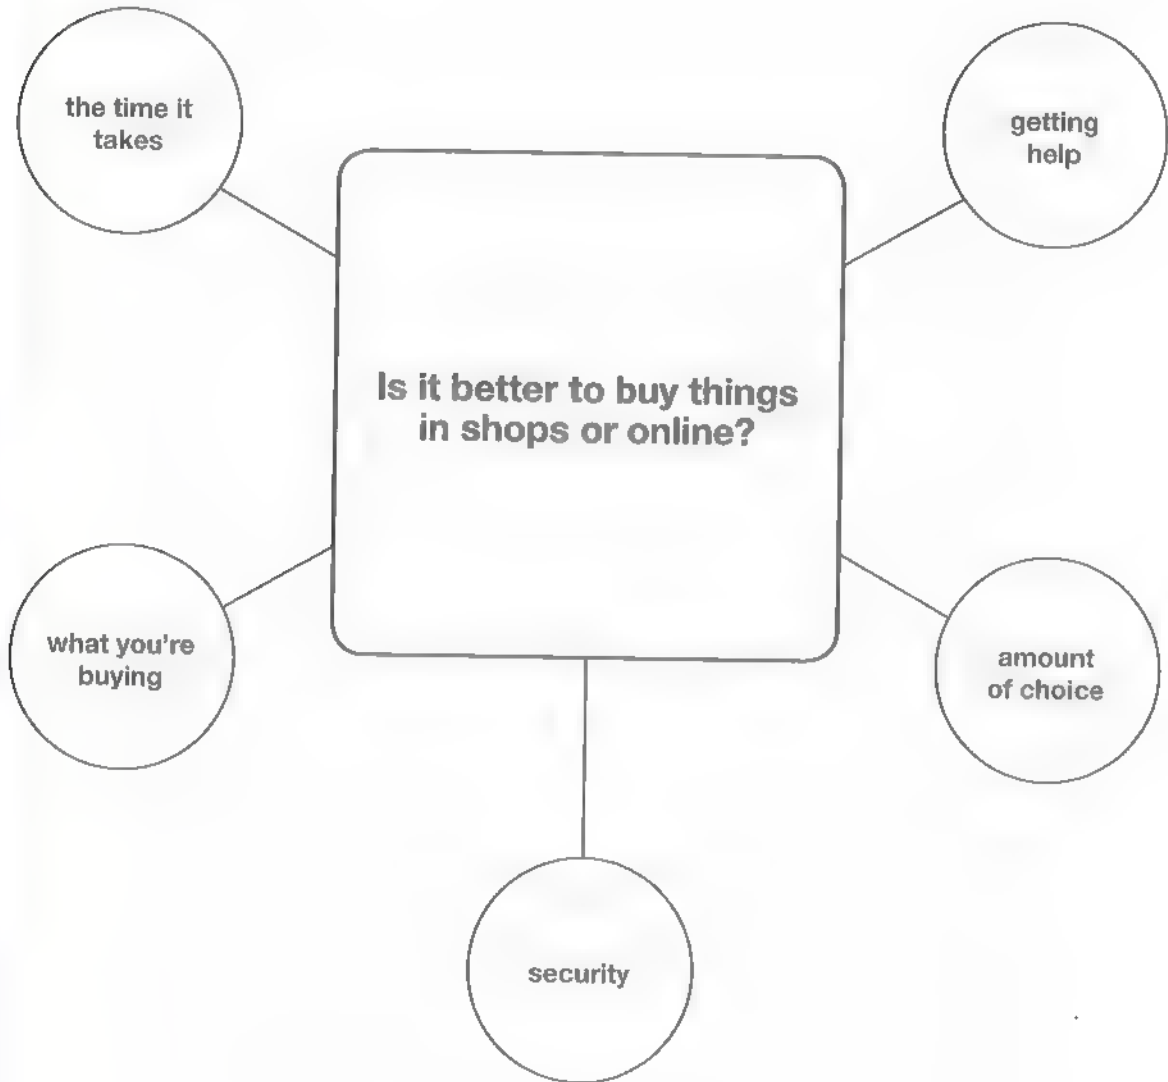 the time it
takes
getting
help
Is it better to buy things
in shops or online?
what you're
buying
amount
of choice
security